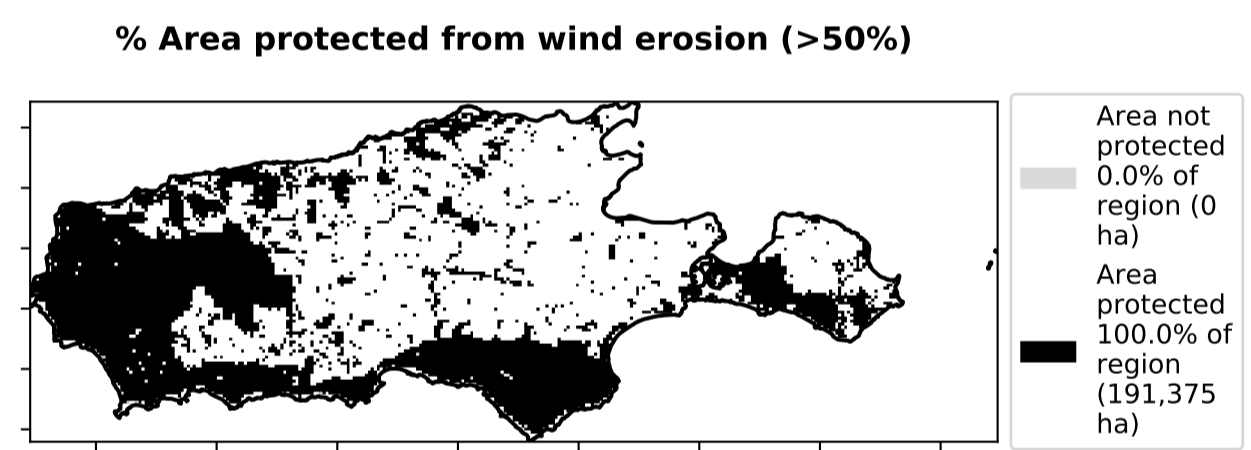 % Area protected from wind erosion (>50%)
Area not
protected
0.0% of
region (0
ha)
Area
protected
100.0% of
region
(191,375
ha)